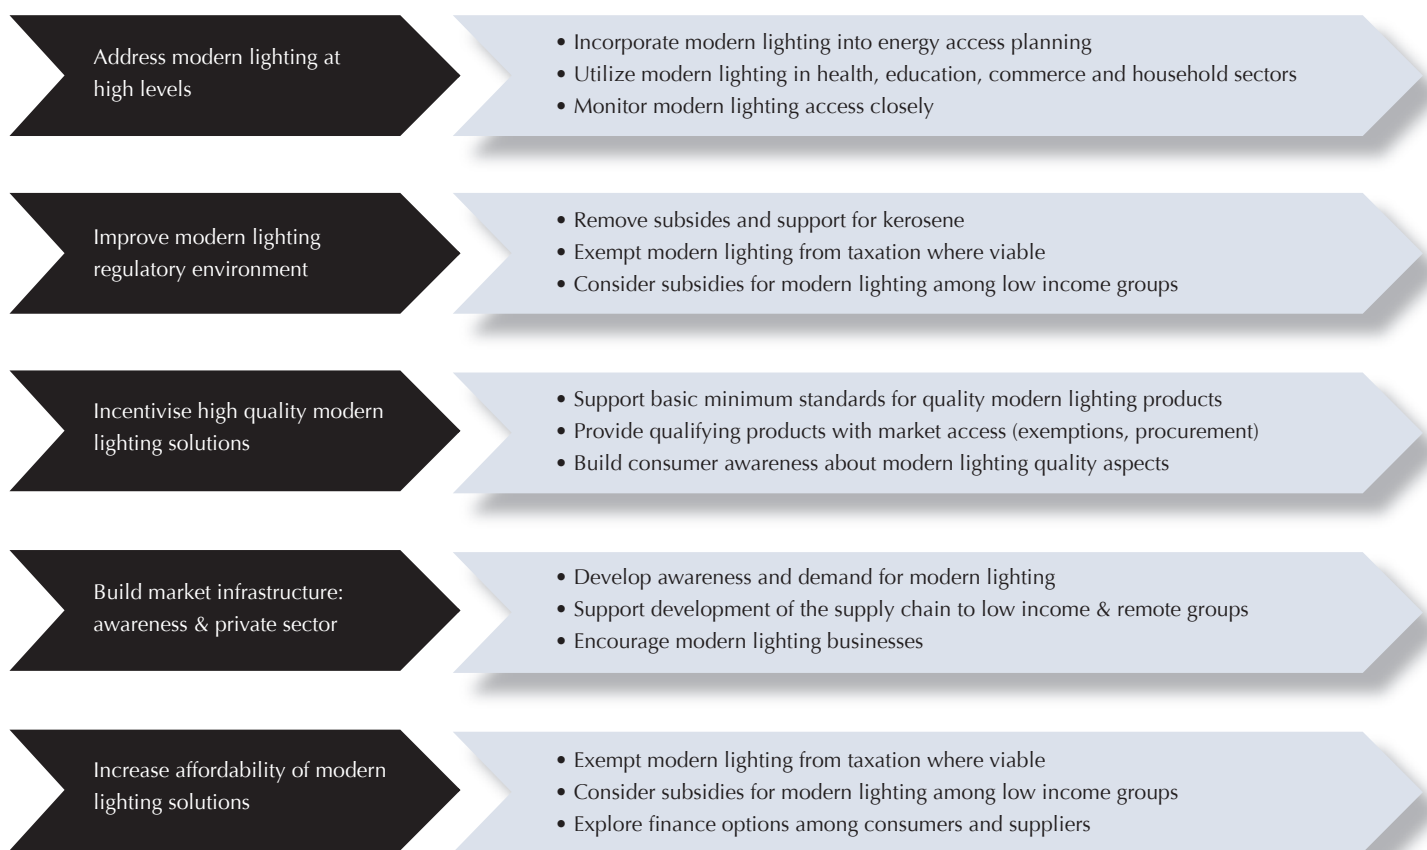 Address modern lighting at
high levels
• Incorporate modern lighting into energy access planning
• Utilize modern lighting in health, education, commerce and household sectors
• Monitor modern lighting access closely
Improve modern lighting
regulatory environment
• Remove subsides and support for kerosene
• Exempt modern lighting from taxation where viable
• Consider subsidies for modern lighting among low income groups
Incentivise high quality modern
lighting solutions
• Support basic minimum standards for quality modern lighting products
• Provide qualifying products with market access (exemptions, procurement)
• Build consumer awareness about modern lighting quality aspects
Build market infrastructure:
awareness & private sector
• Develop awareness and demand for modern lighting
• Support development of the supply chain to low income & remote groups
• Encourage modern lighting businesses
Increase affordability of modern
lighting solutions
• Exempt modern lighting from taxation where viable
• Consider subsidies for modern lighting among low income groups
• Explore finance options among consumers and suppliers